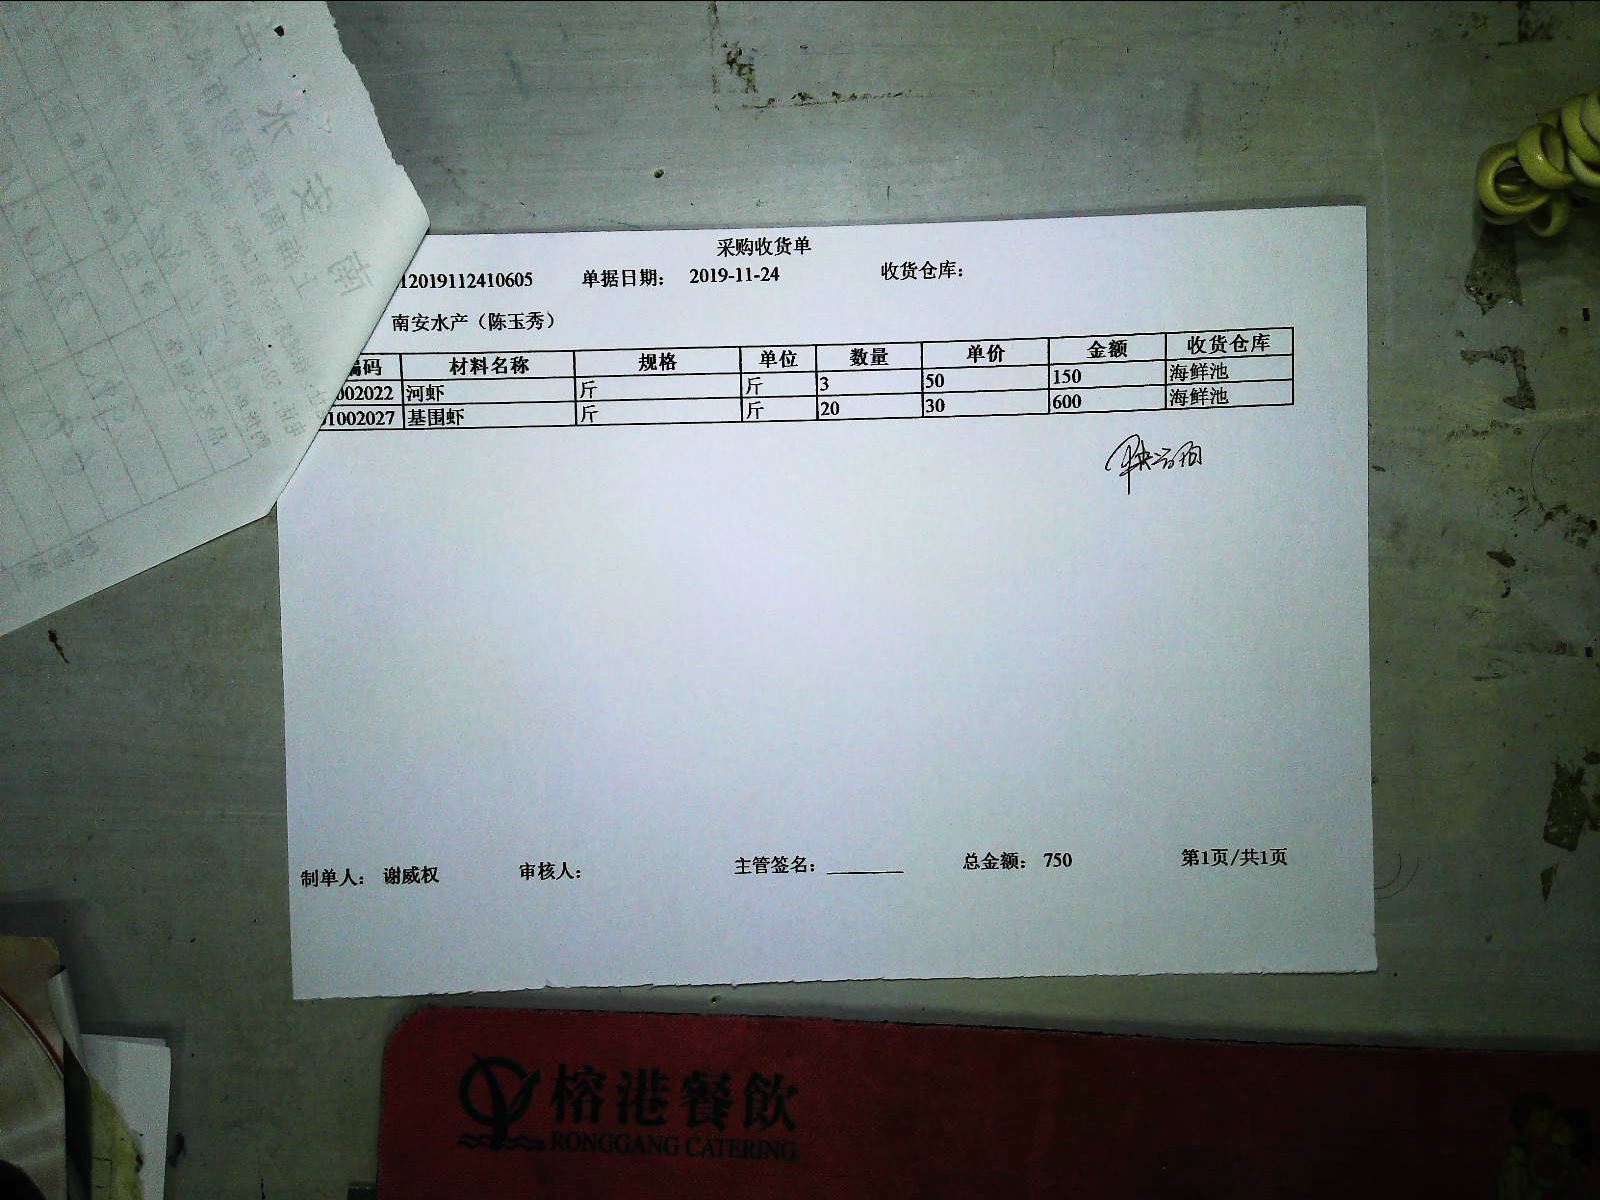 采购收货单
12019112410605 单据日期： 2019-11-24 收货仓库：
南安水产（陈玉秀）
编码 材料名称 规格 单位 数量 单价 金额 收货仓库
002022 河虾 斤 斤 3 50 150 海鲜池
1002027 基围虾 斤 斤 20 30 600 海鲜池
制单人： 谢威权 审核人： 主管签名： ________ 总金额： 750 第1页/共1页
榕港餐飲
RONGGANG CATERING